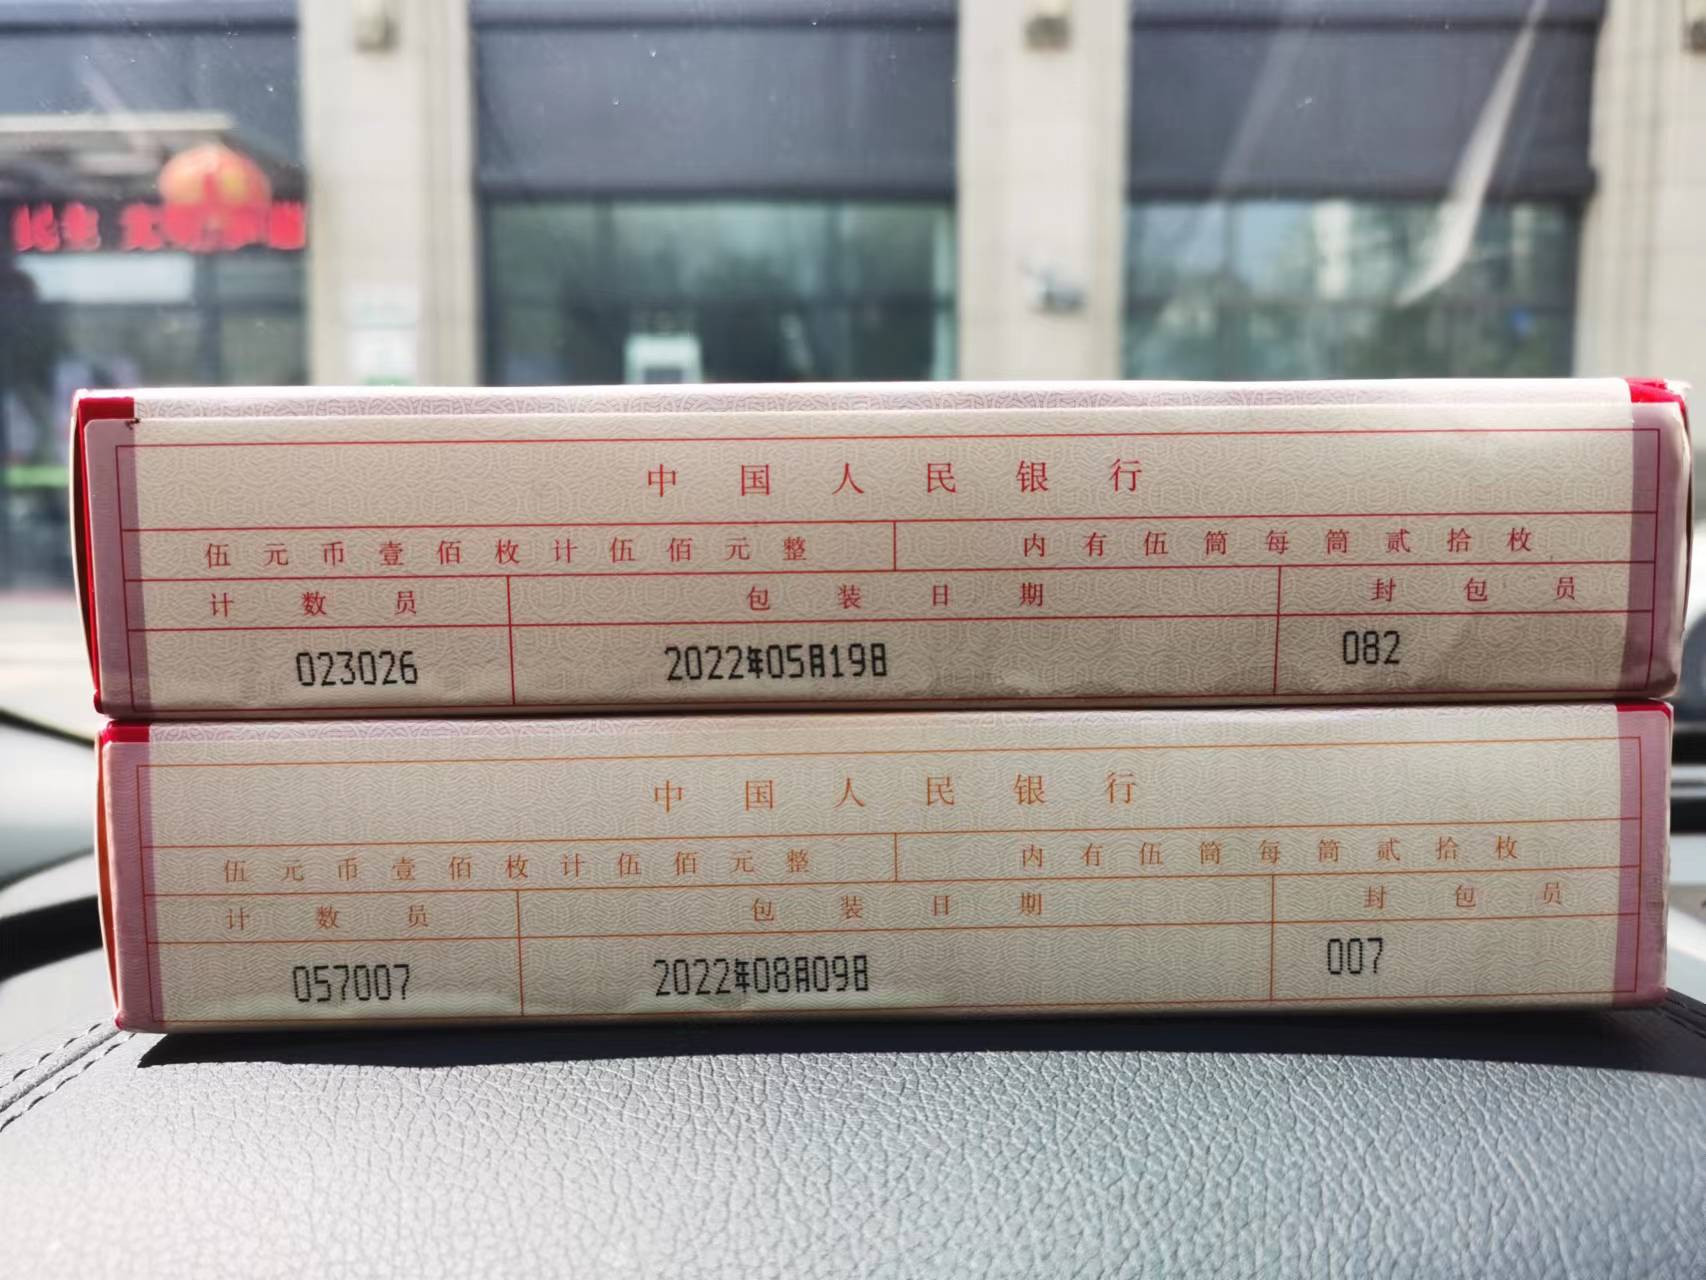 中国人民银行
伍元币壹佰枚计伍佰元整 内有伍筒每筒贰拾枚
计数员 包装日期 封包员
023026 2022年05月19日 082
中国人民银行
伍元币壹佰枚计伍佰元整 内有伍筒每筒贰拾枚
计数员 包装日期 封包员
057007 2022年08月09日 007